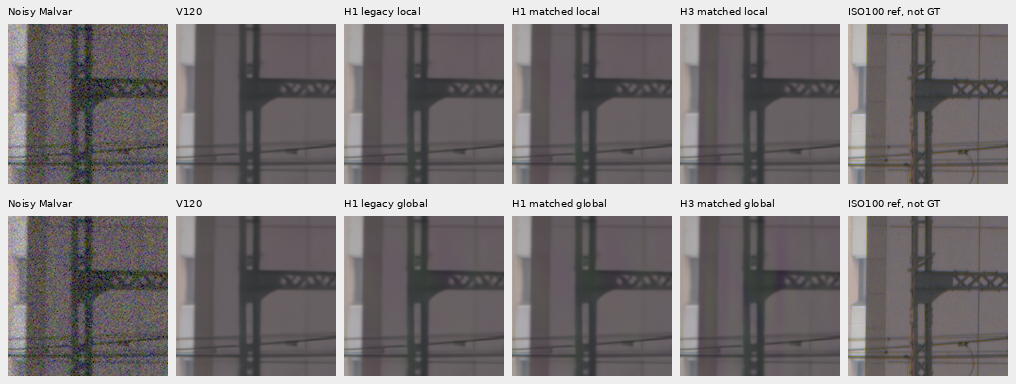 Noisy Malvar V120 H1 legacy local H1 matched local H3 matched local ISO100 ref, not GT
Noisy Malvar V120 H1 legacy global H1 matched global H3 matched global ISO100 ref, not GT